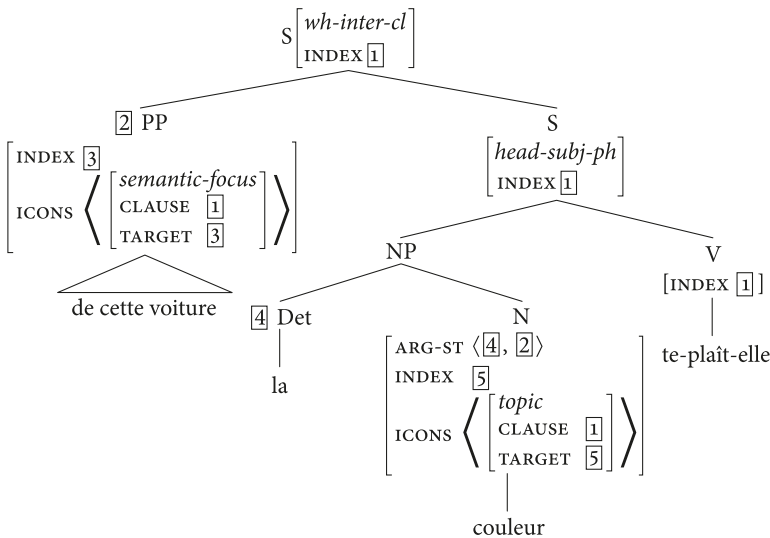 S [wh-inter-cl
INDEX 1]
2 PP
S
[INDEX 3
ICONS ⟨[semantic-focus
CLAUSE 1
TARGET 3]⟩]
[head-subj-ph
INDEX 1]
NP
V
[INDEX 1]
de cette voiture
4 Det
N
te-plaît-elle
la
[ARG-ST ⟨4, 2⟩
INDEX 5
ICONS ⟨[topic
CLAUSE 1
TARGET 5]⟩]
couleur